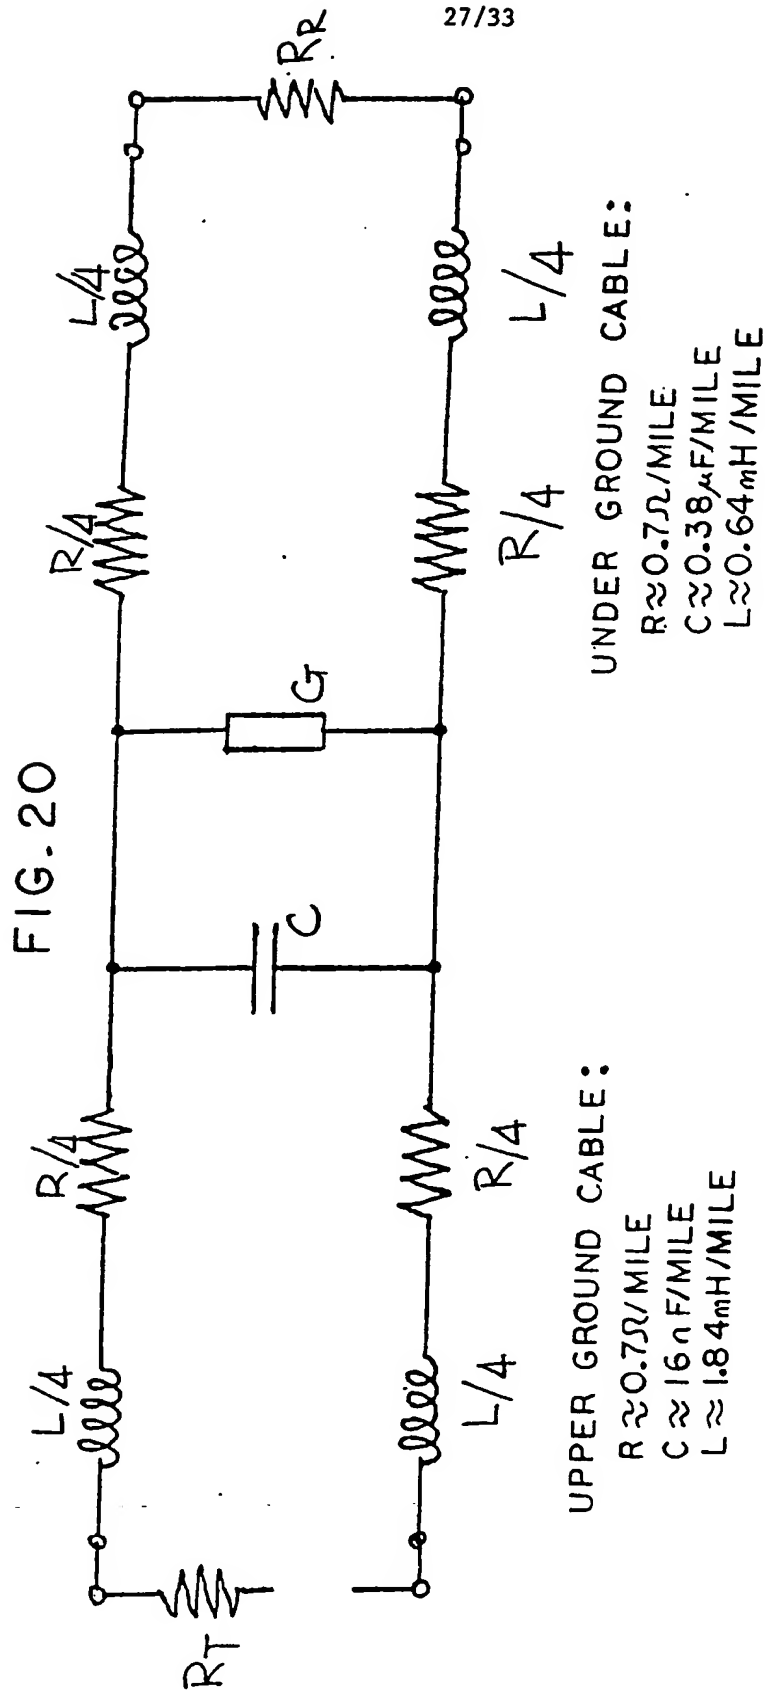 27/33
FIG. 20
L/4
R/4
R/4
L/4
RT
C
G
RR
L/4
R/4
R/4
L/4
UPPER GROUND CABLE:
R≈0.7Ω/MILE
C≈16nF/MILE
L≈1.84mH/MILE
UNDER GROUND CABLE:
R≈0.7Ω/MILE
C≈0.38μF/MILE
L≈0.64mH/MILE